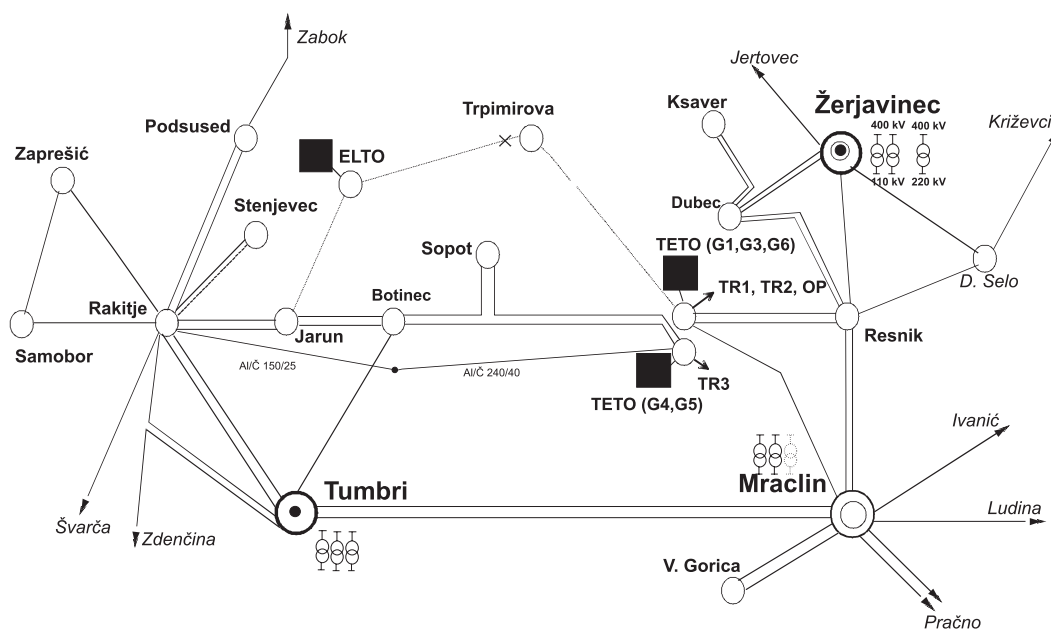 Zabok
Jertovec
Ksaver
Žerjavinec
Trpimirova
Podsused
400 kV 400 kV
Križevci
ELTO
Zaprešić
110 kV 220 kV
Stenjevec
Dubec
Sopot
TETO (G1,G3,G6)
D. Selo
TR1, TR2, OP
Botinec
Rakitje
Jarun
Resnik
Samobor
Al/Č 150/25
Al/Č 240/40
TR3
TETO (G4,G5)
Ivanić
Tumbri
Mraclin
Ludina
Švarča
Zdenčina
V. Gorica
Pračno